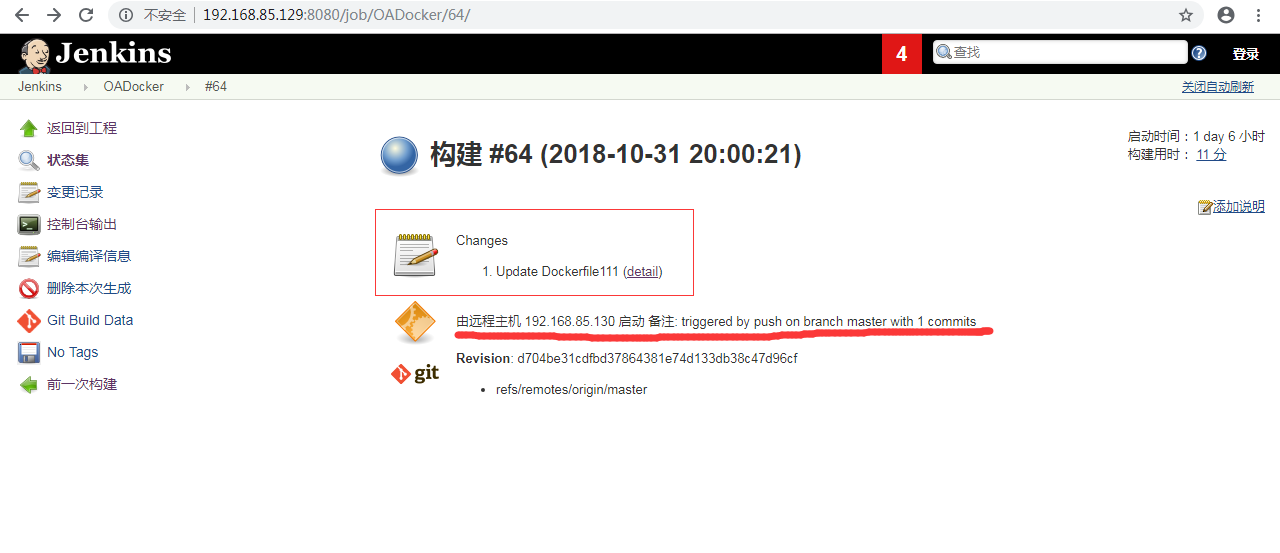 不安全 192.168.85.129:8080/job/OADocker/64/
Jenkins
4
查找
登录
Jenkins OADocker #64
关闭自动刷新
返回到工程
状态集
变更记录
控制台输出
编辑编译信息
删除本次生成
Git Build Data
No Tags
前一次构建
构建 #64 (2018-10-31 20:00:21)
启动时间：1 day 6 小时
构建用时： 11 分
添加说明
Changes
1. Update Dockerfile111 (detail)
由远程主机 192.168.85.130 启动 备注: triggered by push on branch master with 1 commits
git
Revision: d704be31cdfbd37864381e74d133db38c47d96cf
• refs/remotes/origin/master